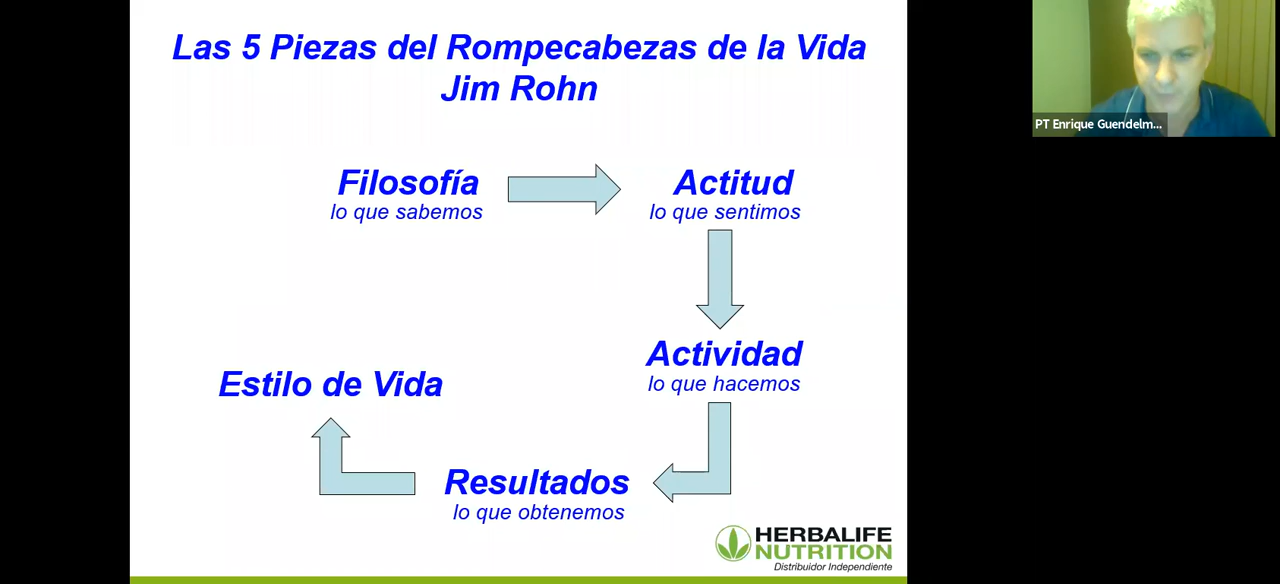 Las 5 Piezas del Rompecabezas de la Vida
Jim Rohn
PT Enrique Guendelm...
Filosofía
lo que sabemos
Actitud
lo que sentimos
Actividad
lo que hacemos
Estilo de Vida
Resultados
lo que obtenemos
HERBALIFE
NUTRITION
Distribuidor Independiente